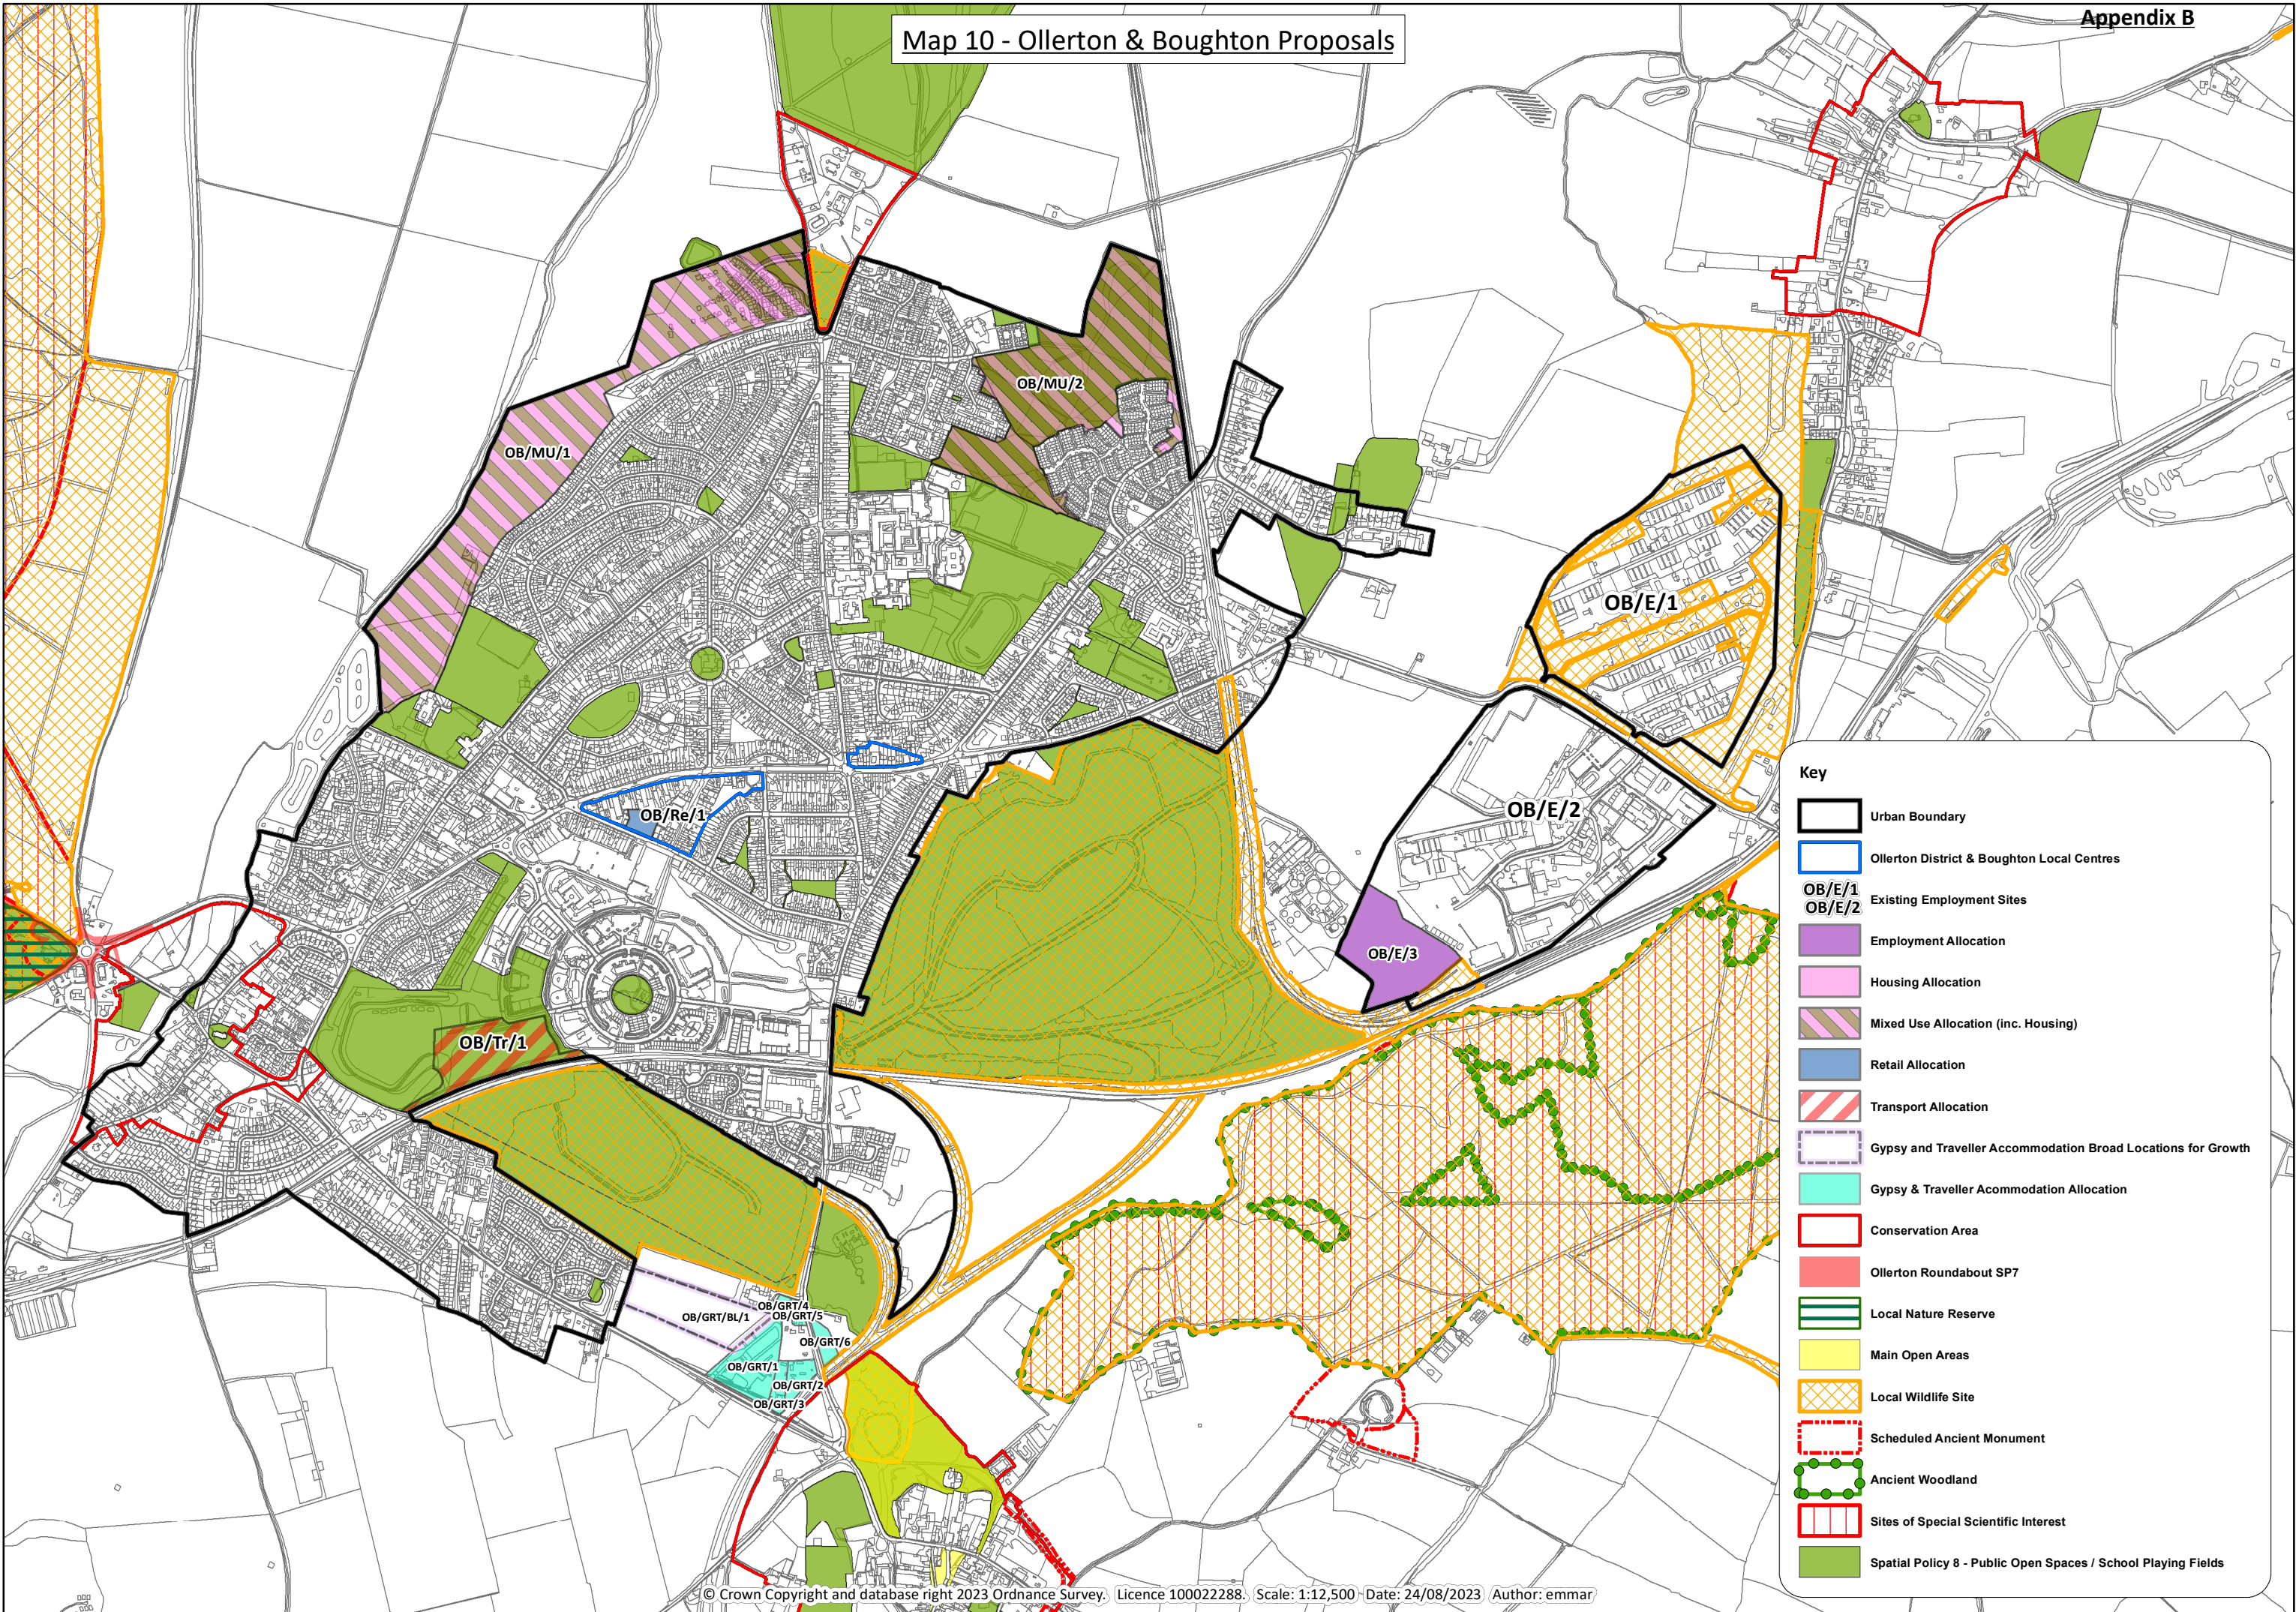 Appendix B
Map 10 - Ollerton & Boughton Proposals
OB/MU/2
OB/MU/1
OB/E/1
OB/E/2
OB/Re/1
OB/E/3
OB/Tr/1
OB/GRT/4
OB/GRT/BL/1
OB/GRT/5
OB/GRT/6
OB/GRT/1
OB/GRT/2
OB/GRT/3
Key
Urban Boundary
Ollerton District & Boughton Local Centres
OB/E/1
OB/E/2
Existing Employment Sites
Employment Allocation
Housing Allocation
Mixed Use Allocation (inc. Housing)
Retail Allocation
Transport Allocation
Gypsy and Traveller Accommodation Broad Locations for Growth
Gypsy & Traveller Acommodation Allocation
Conservation Area
Ollerton Roundabout SP7
Local Nature Reserve
Main Open Areas
Local Wildlife Site
Scheduled Ancient Monument
Ancient Woodland
Sites of Special Scientific Interest
Spatial Policy 8 - Public Open Spaces / School Playing Fields
© Crown Copyright and database right 2023 Ordnance Survey. Licence 100022288. Scale: 1:12,500 Date: 24/08/2023 Author: emmar